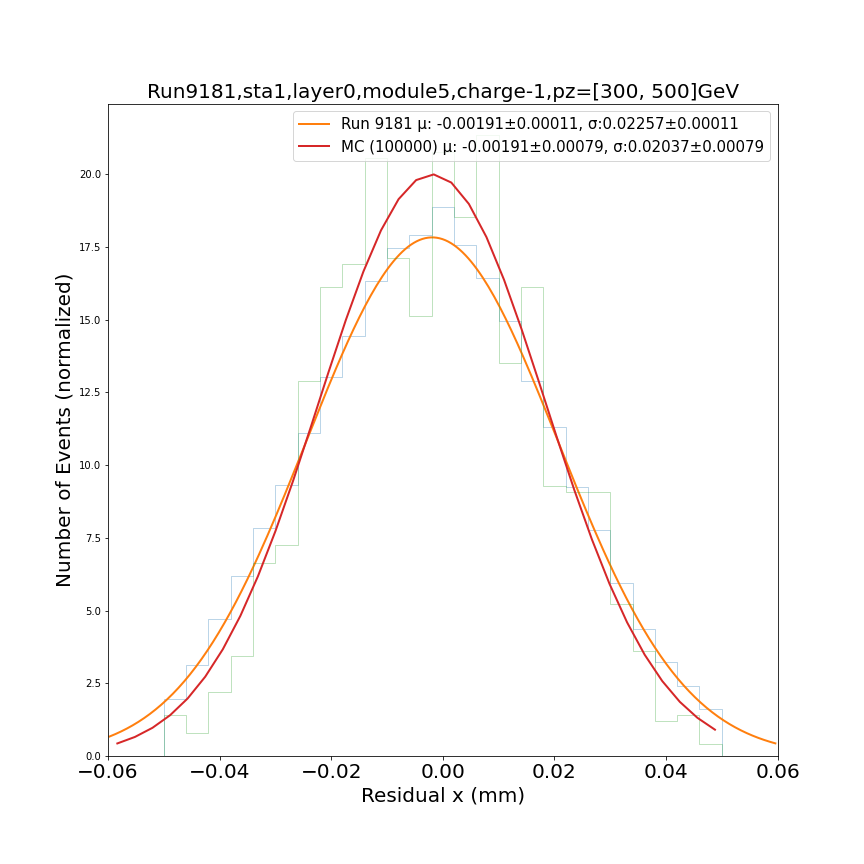 Run9181,sta1,layer0,module5,charge-1,pz=[300, 500]GeV
Run 9181 μ: -0.00191±0.00011, σ:0.02257±0.00011
MC (100000) μ: -0.00191±0.00079, σ:0.02037±0.00079
20.0
17.5
15.0
12.5
10.0
7.5
5.0
2.5
0.0
Number of Events (normalized)
−0.06 −0.04 −0.02 0.00 0.02 0.04 0.06
Residual x (mm)